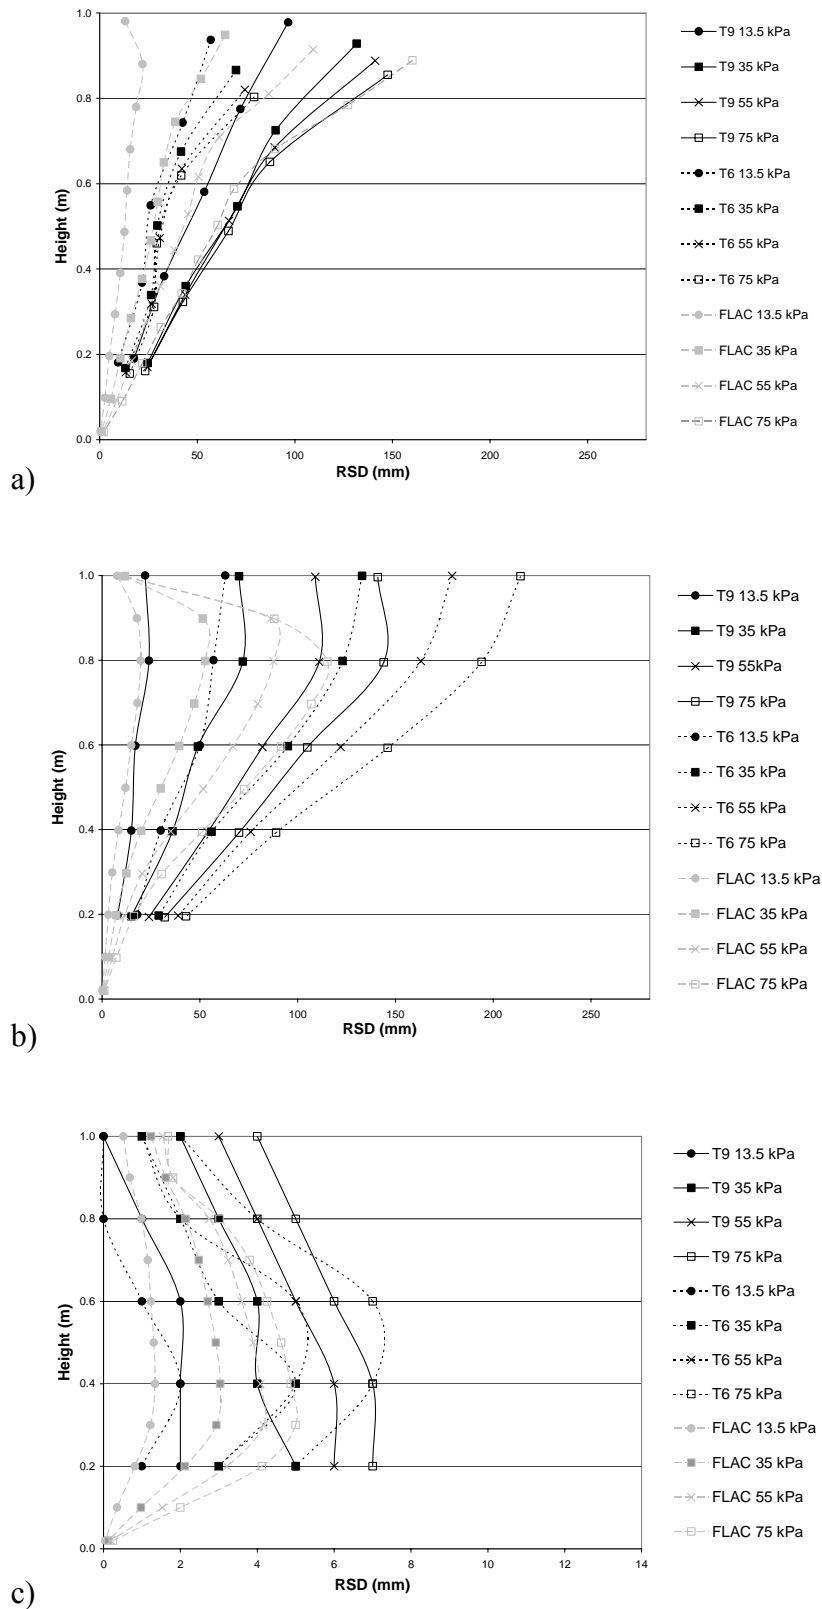 1.0
0.8
0.6
0.4
0.2
0.0
Height (m)
0 50 100 150 200 250
RSD (mm)
T9 13.5 kPa
T9 35 kPa
T9 55 kPa
T9 75 kPa
T6 13.5 kPa
T6 35 kPa
T6 55 kPa
T6 75 kPa
FLAC 13.5 kPa
FLAC 35 kPa
FLAC 55 kPa
FLAC 75 kPa
a)
1.0
0.8
0.6
0.4
0.2
0.0
Height (m)
0 50 100 150 200 250
RSD (mm)
T9 13.5 kPa
T9 35 kPa
T9 55kPa
T9 75 kPa
T6 13.5 kPa
T6 35 kPa
T6 55 kPa
T6 75 kPa
FLAC 13.5 kPa
FLAC 35 kPa
FLAC 55 kPa
FLAC 75 kPa
b)
1.0
0.8
0.6
0.4
0.2
0.0
Height (m)
0 2 4 6 8 10 12 14
RSD (mm)
T9 13.5 kPa
T9 35 kPa
T9 55 kPa
T9 75 kPa
T6 13.5 kPa
T6 35 kPa
T6 55 kPa
T6 75 kPa
FLAC 13.5 kPa
FLAC 35 kPa
FLAC 55 kPa
FLAC 75 kPa
c)